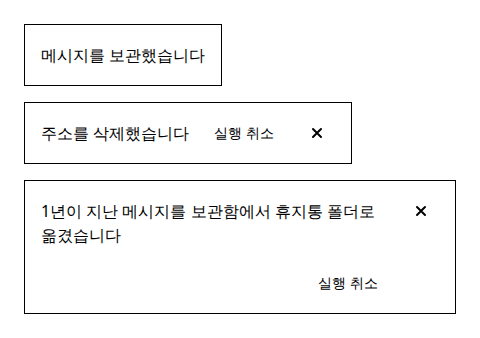 메시지를 보관했습니다
주소를 삭제했습니다 실행 취소
1년이 지난 메시지를 보관함에서 휴지통 폴더로
옮겼습니다
실행 취소